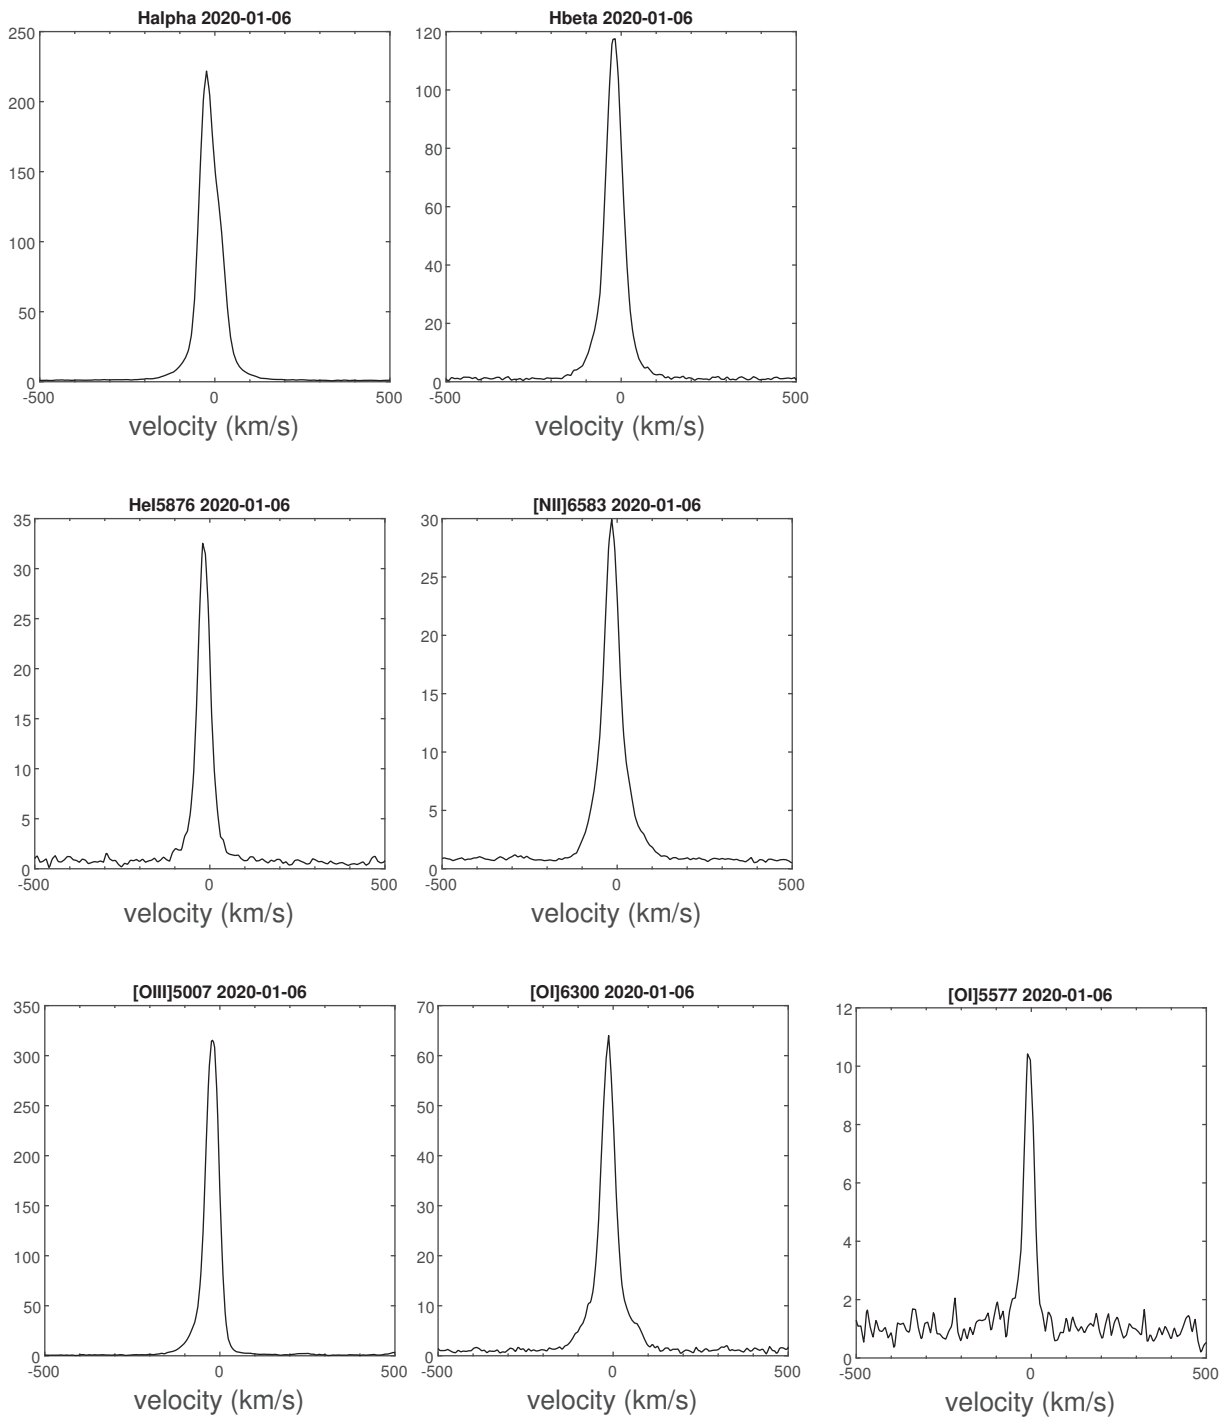 Halpha 2020-01-06
250
200
150
100
50
0
-500 0 500
velocity (km/s)
Hbeta 2020-01-06
120
100
80
60
40
20
0
-500 0 500
velocity (km/s)
HeI5876 2020-01-06
35
30
25
20
15
10
5
0
-500 0 500
velocity (km/s)
[NII]6583 2020-01-06
30
25
20
15
10
5
0
-500 0 500
velocity (km/s)
[OIII]5007 2020-01-06
350
300
250
200
150
100
50
0
-500 0 500
velocity (km/s)
[OI]6300 2020-01-06
70
60
50
40
30
20
10
0
-500 0 500
velocity (km/s)
[OI]5577 2020-01-06
12
10
8
6
4
2
0
-500 0 500
velocity (km/s)